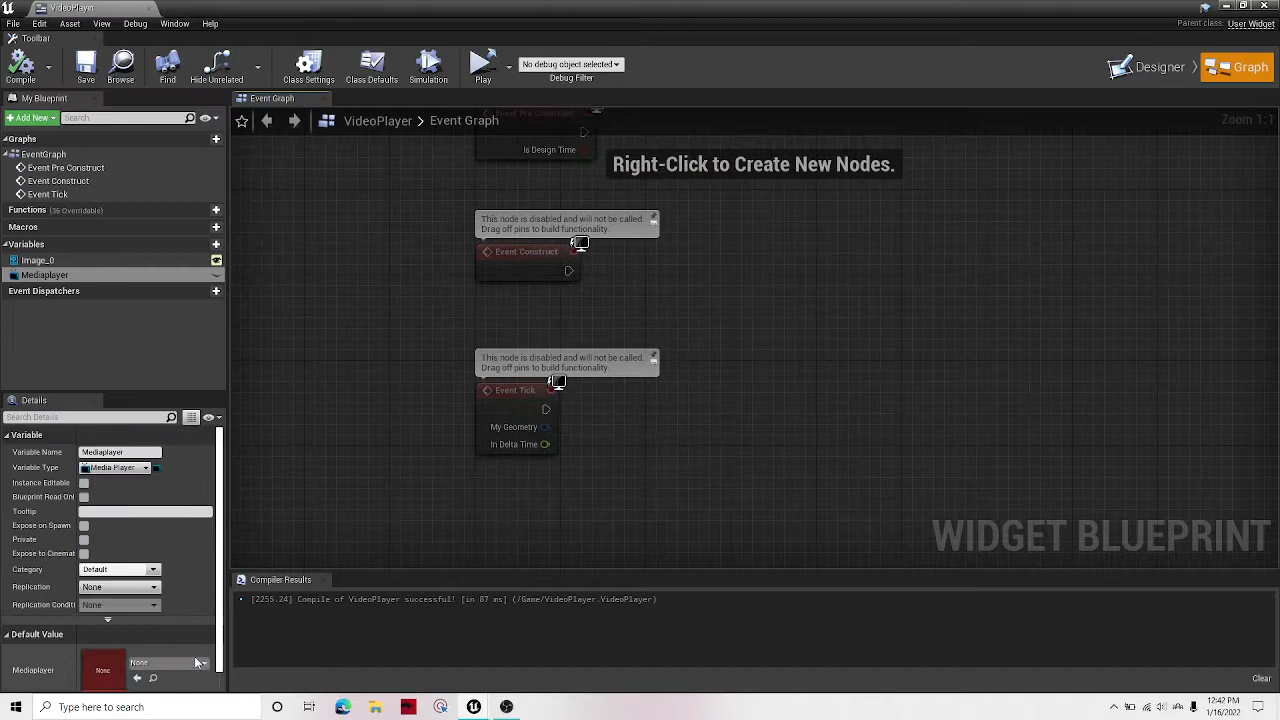 VideoPlayer
File Edit Asset View Debug Window Help
Parent class: User Widget
Toolbar
Compile Save Browse Find Hide Unrelated Class Settings Class Defaults Simulation Play
No debug object selected
Debug Filter
Designer Graph
My Blueprint
Event Graph
Add New Search
VideoPlayer > Event Graph
Zoom 1:1
Graphs
EventGraph
Event Pre Construct
Event Construct
Event Tick
Functions (36 Overridable)
Macros
Variables
Image_0
Mediaplayer
Event Dispatchers
Event Pre Construct
Is Design Time
Right-Click to Create New Nodes.
This node is disabled and will not be called.
Drag off pins to build functionality.
Event Construct
This node is disabled and will not be called.
Drag off pins to build functionality.
Event Tick
My Geometry
In Delta Time
WIDGET BLUEPRINT
Details
Search Details
Variable
Variable Name Mediaplayer
Variable Type Media Player
Instance Editable
Blueprint Read Onl
Tooltip
Expose on Spawn
Private
Expose to Cinemat
Category Default
Replication None
Replication Condit None
Default Value
Mediaplayer None None
Compiler Results
[2255.24] Compile of VideoPlayer successful! [in 87 ms] (/Game/VideoPlayer.VideoPlayer)
Clear
Type here to search
12:42 PM
1/16/2022